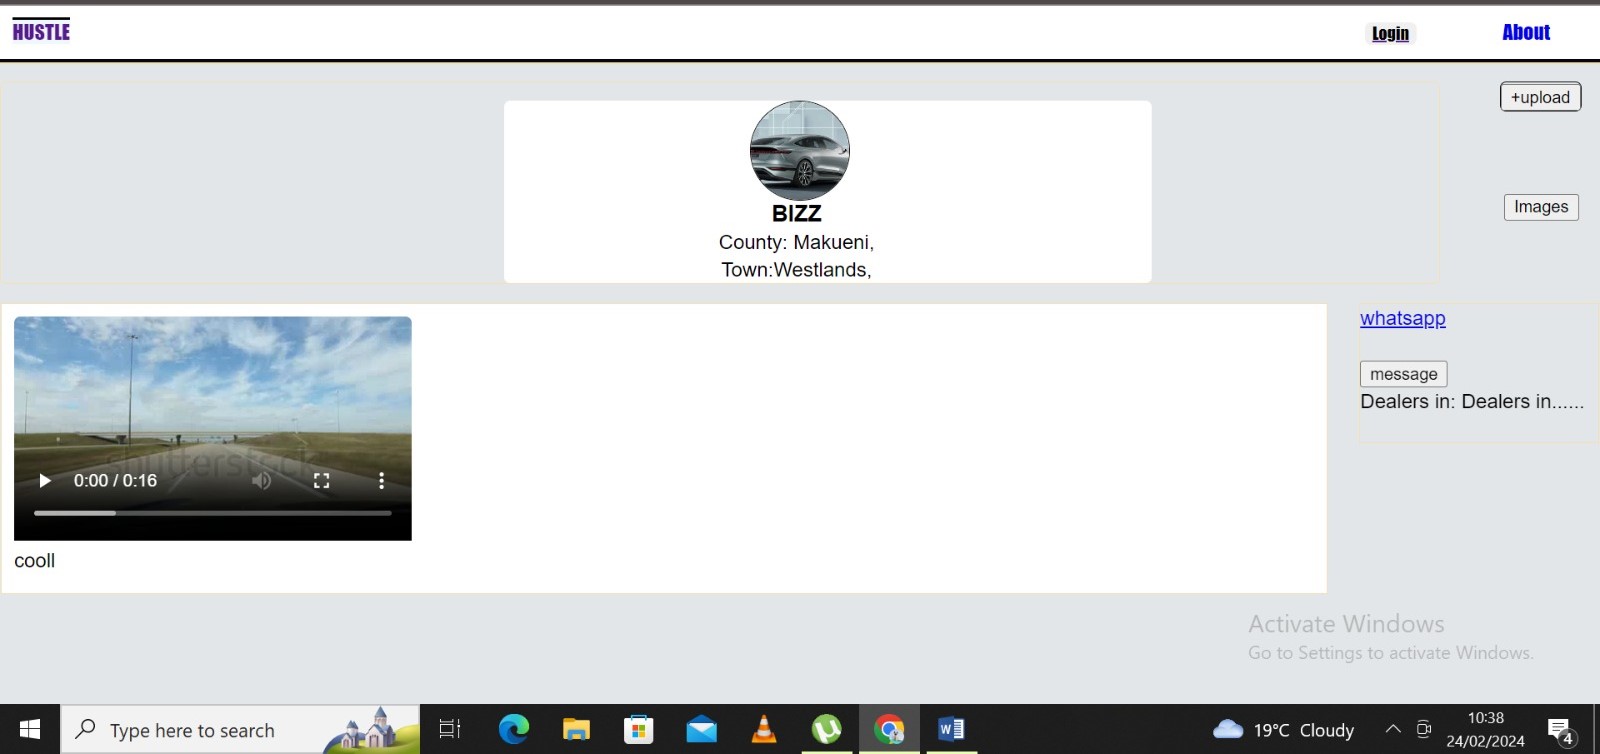 HUSTLE
Login
About
+upload
BIZZ
County: Makueni,
Town:Westlands,
Images
whatsapp
message
Dealers in: Dealers in......
shutterstock
0:00 / 0:16
cooll
Activate Windows
Go to Settings to activate Windows.
Type here to search
19°C Cloudy
10:38
24/02/2024
4